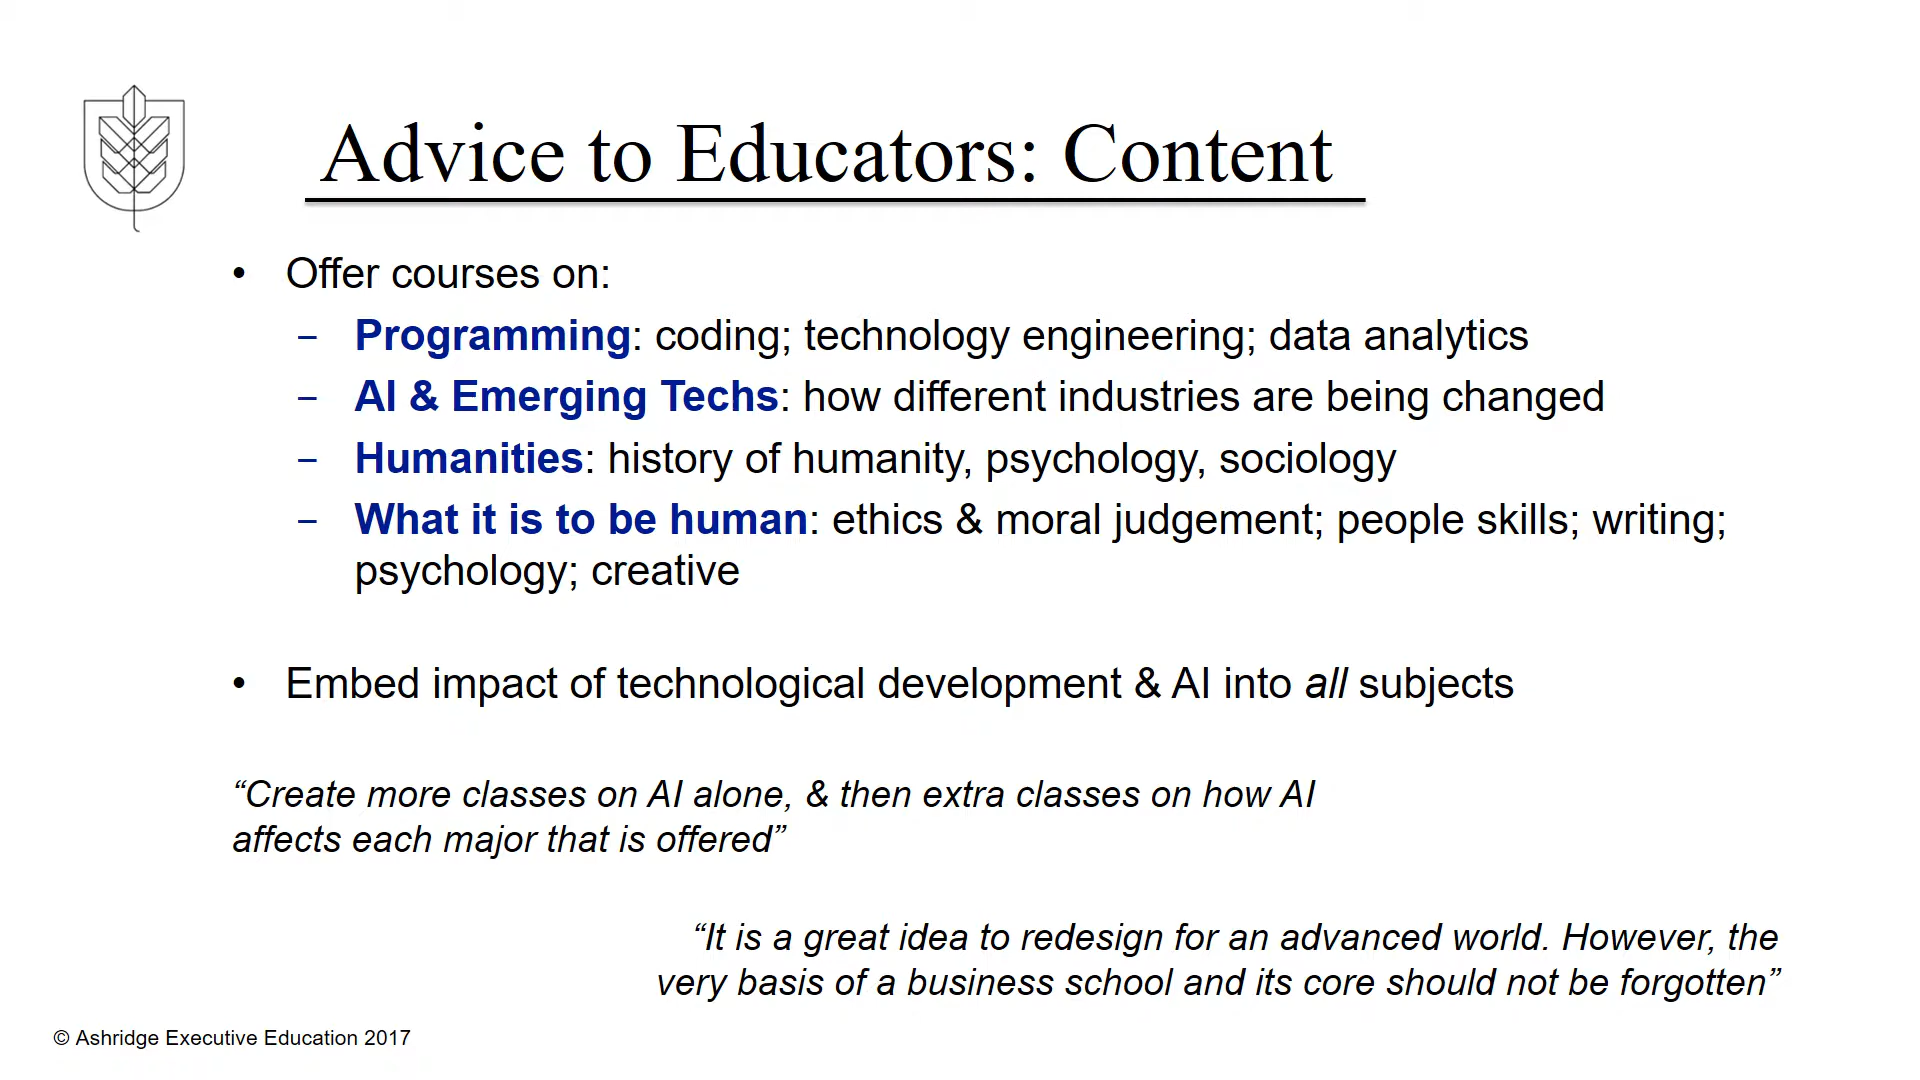 Advice to Educators: Content
• Offer courses on:
– Programming: coding; technology engineering; data analytics
– AI & Emerging Techs: how different industries are being changed
– Humanities: history of humanity, psychology, sociology
– What it is to be human: ethics & moral judgement; people skills; writing;
psychology; creative
• Embed impact of technological development & AI into all subjects
“Create more classes on AI alone, & then extra classes on how AI
affects each major that is offered”
“It is a great idea to redesign for an advanced world. However, the
very basis of a business school and its core should not be forgotten”
© Ashridge Executive Education 2017